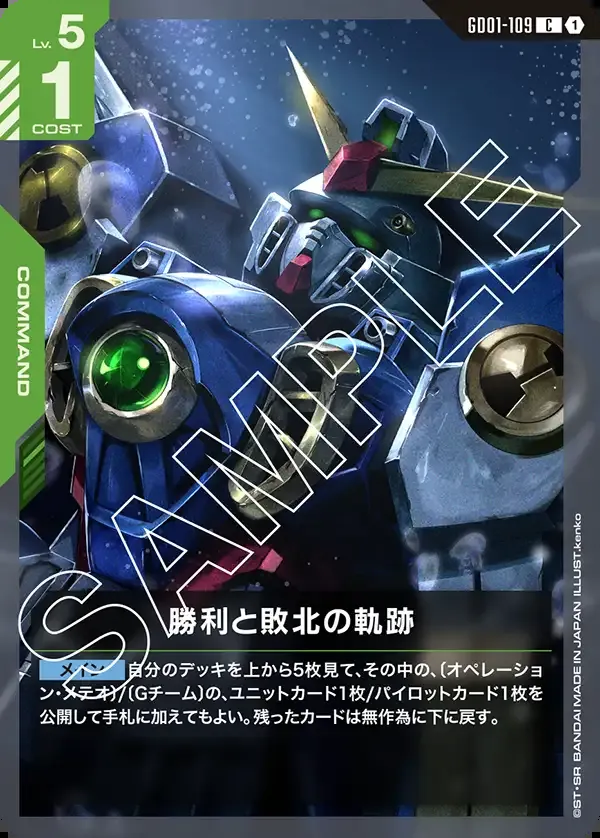 Lv. 5
1
COST
GD01-109 C 1
COMMAND
SAMPLE
勝利と敗北の軌跡
メイン 自分のデッキを上から5枚見て、その中の、〔オペレーショ
ン・メテオ〕/〔Gチーム〕の、ユニットカード1枚/パイロットカード1枚を
公開して手札に加えてもよい。残ったカードは無作為に下に戻す。
©ST・SR BANDAI MADE IN JAPAN ILLUST.kenko